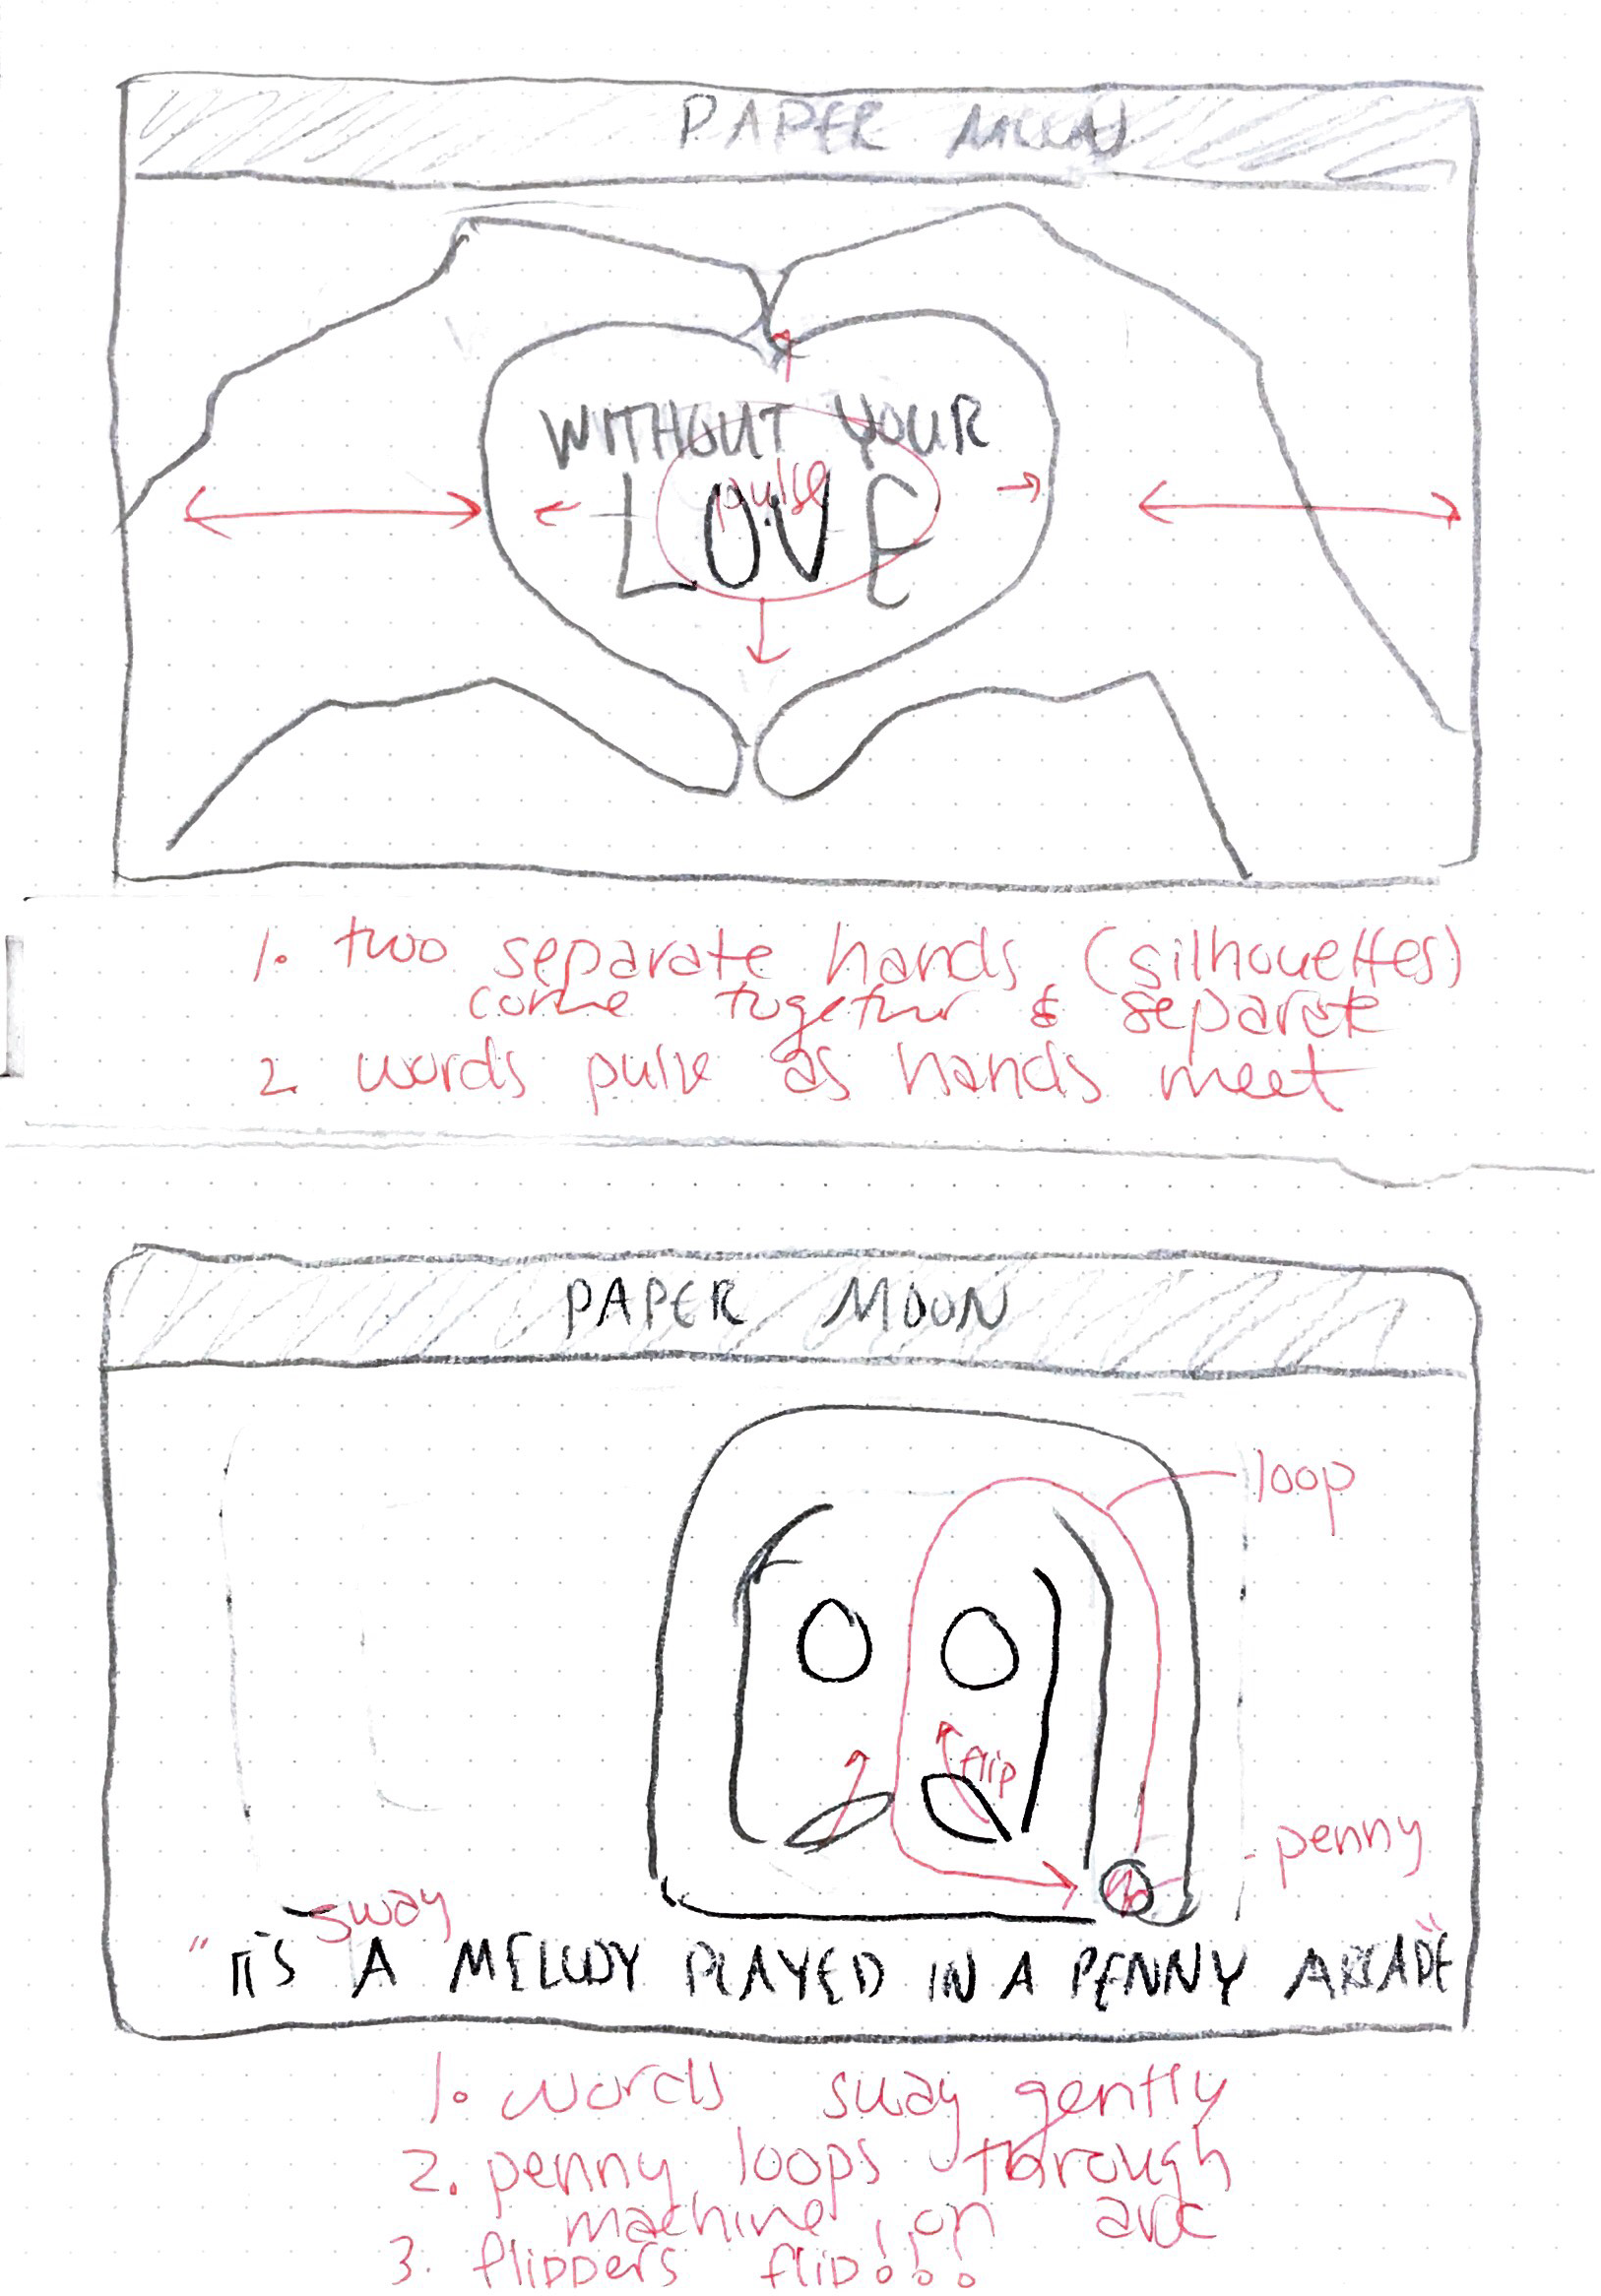 PAPER MOON
WITHOUT YOUR
pulse
LOVE
1. two separate hands (silhouettes)
come together & separate
2. words pulse as hands meet
PAPER MOON
loop
flip
penny
sway
"IT'S A MELODY PLAYED IN A PENNY ARCADE"
1. words sway gently
2. penny loops through
machine on arc
3. flippers flip!!!